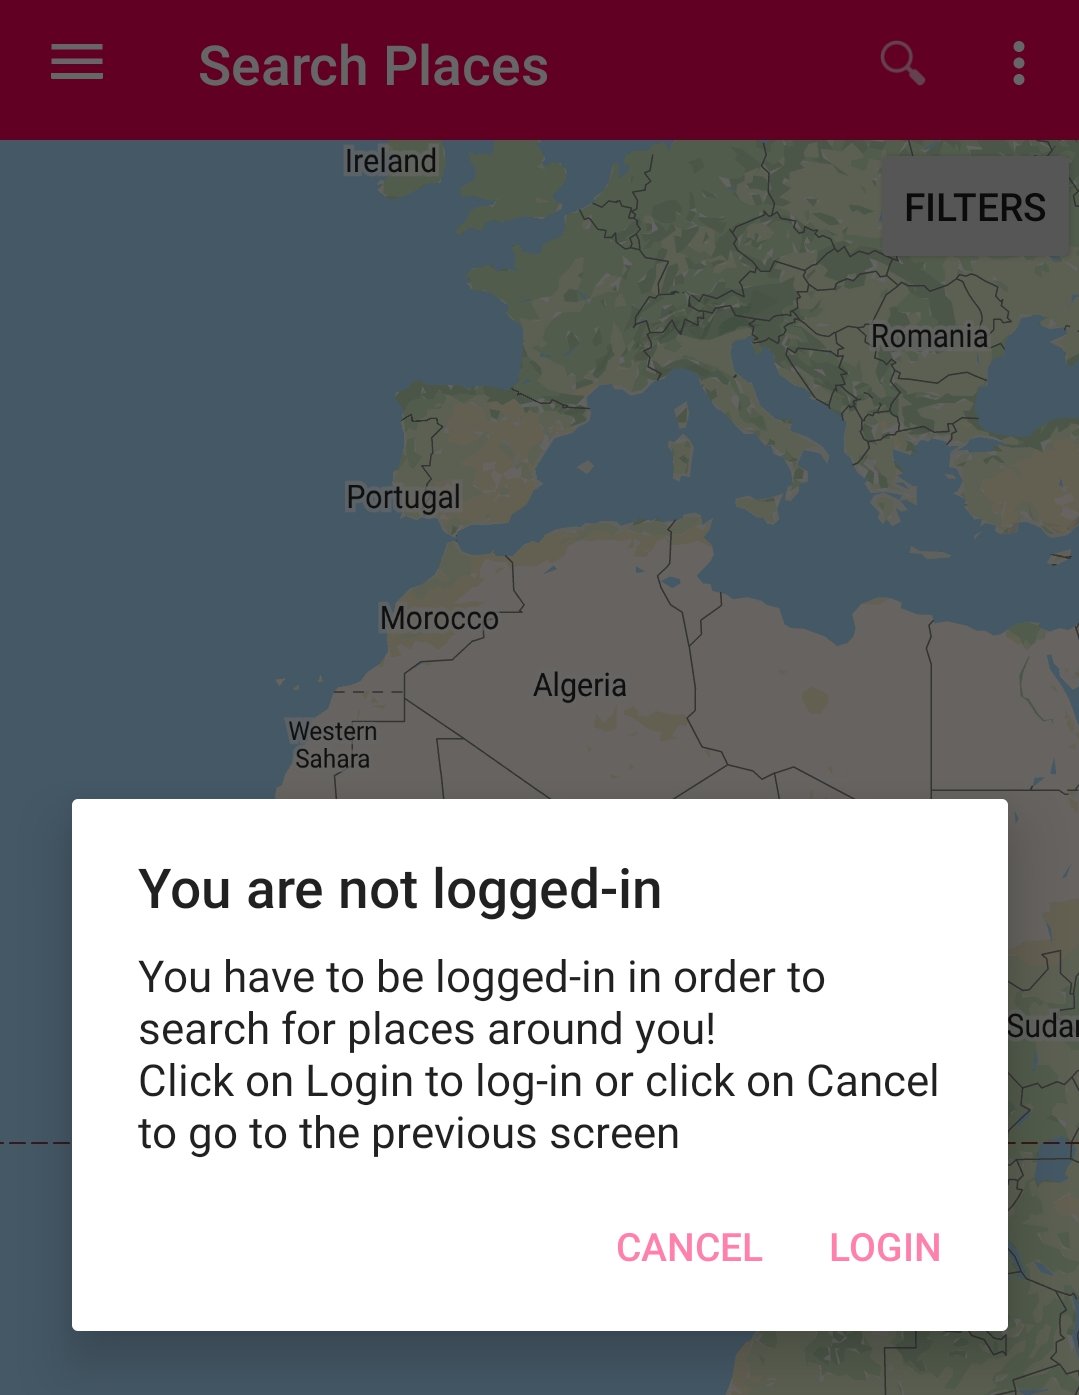 Search Places
Ireland
FILTERS
Romania
Portugal
Morocco
Algeria
Western
Sahara
You are not logged-in
You have to be logged-in in order to
search for places around you!
Click on Login to log-in or click on Cancel
to go to the previous screen
Sudan
CANCEL LOGIN